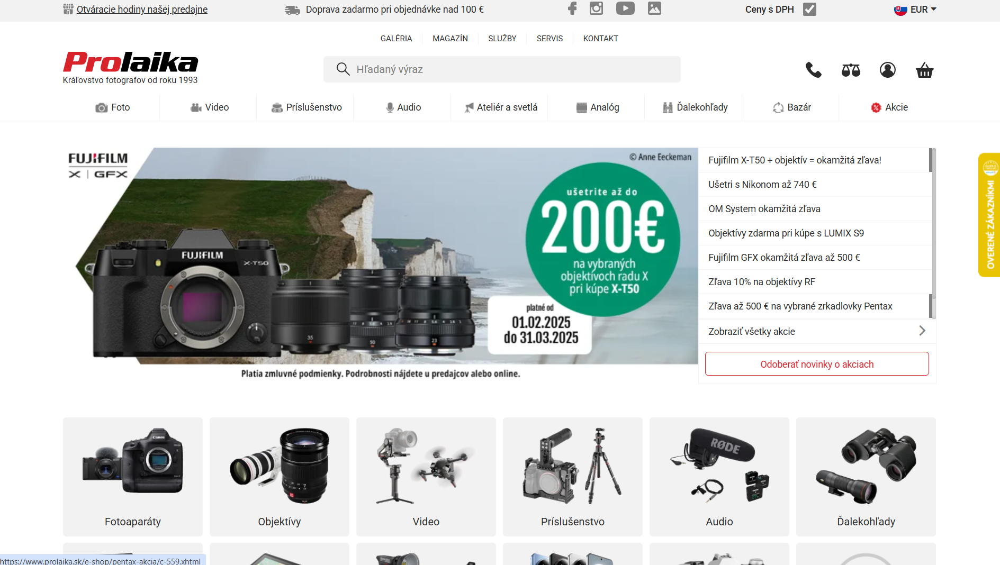 Otváracie hodiny našej predajne
Doprava zadarmo pri objednávke nad 100 €
Ceny s DPH
EUR
GALÉRIA
MAGAZÍN
SLUŽBY
SERVIS
KONTAKT
Prolaika
Kráľovstvo fotografov od roku 1993
Hľadaný výraz
Foto
Video
Príslušenstvo
Audio
Ateliér a svetlá
Analóg
Ďalekohľady
Bazár
Akcie
FUJIFILM
X | GFX
© Anne Eeckeman
ušetrite až do
200€
na vybraných
objektívoch radu X
pri kúpe X-T50
FUJIFILM
X-T50
35
50
23
platné od
01.02.2025
do 31.03.2025
Platia zmluvné podmienky. Podrobnosti nájdete u predajcov alebo online.
Fujifilm X-T50 + objektív = okamžitá zľava!
Ušetri s Nikonom až 740 €
OM System okamžitá zľava
Objektívy zdarma pri kúpe s LUMIX S9
Fujifilm GFX okamžitá zľava až 500 €
Zľava 10% na objektívy RF
Zľava až 500 € na vybrané zrkadlovky Pentax
Zobraziť všetky akcie
Odoberať novinky o akciach
OVERENÉ ZÁKAZNÍKMI
Canon
RØDE
Fotoaparáty
Objektívy
Video
Príslušenstvo
Audio
Ďalekohľady
https://www.prolaika.sk/e-shop/pentax-akcia/c-559.xhtml